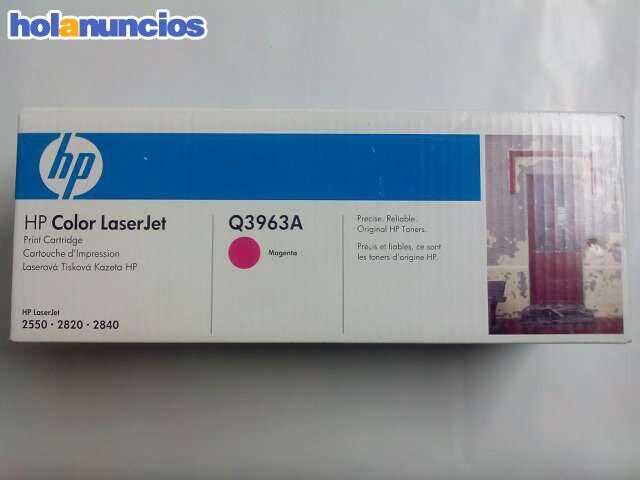 holanuncios
hp
HP Color LaserJet
Print Cartridge
Cartouche d'Impression
Laserová Tisková Kazeta HP
HP LaserJet
2550 · 2820 · 2840
Q3963A
Magenta
Precise. Reliable.
Original HP Toners.
Précis et liables, ce sont
les toners d'origine HP.